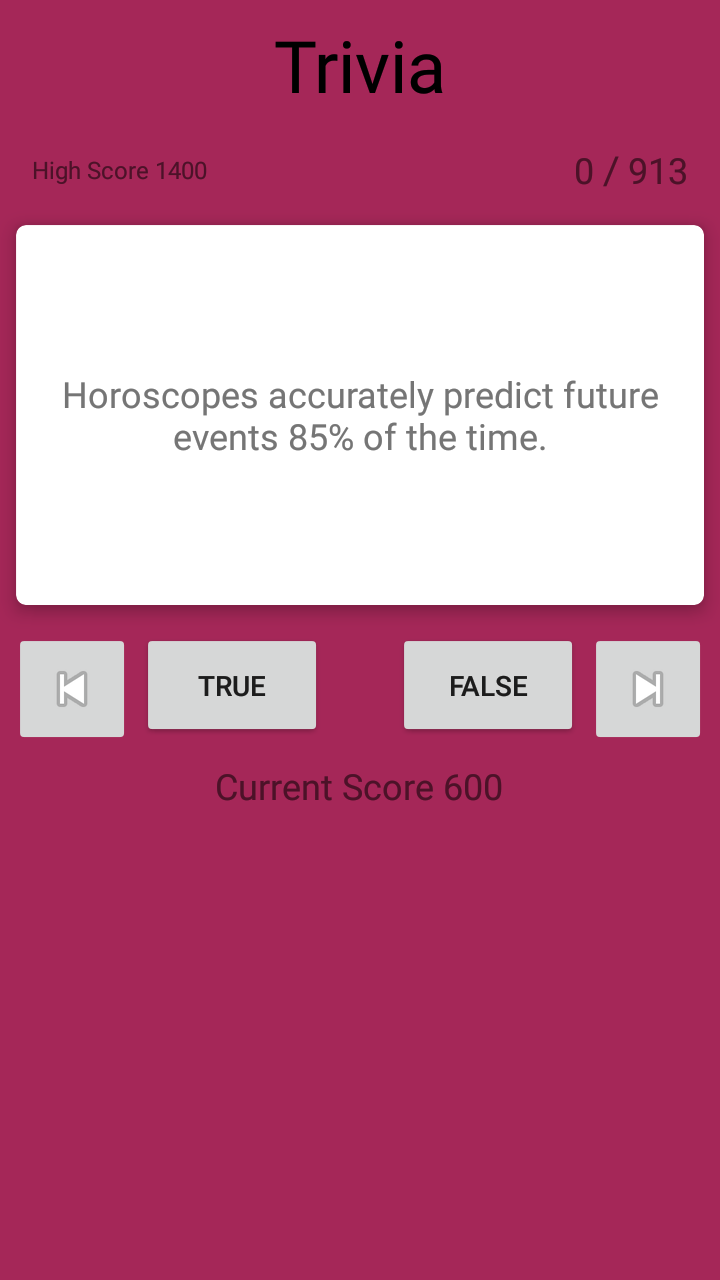 Trivia
High Score 1400
0 / 913
Horoscopes accurately predict future
events 85% of the time.
TRUE
FALSE
Current Score 600